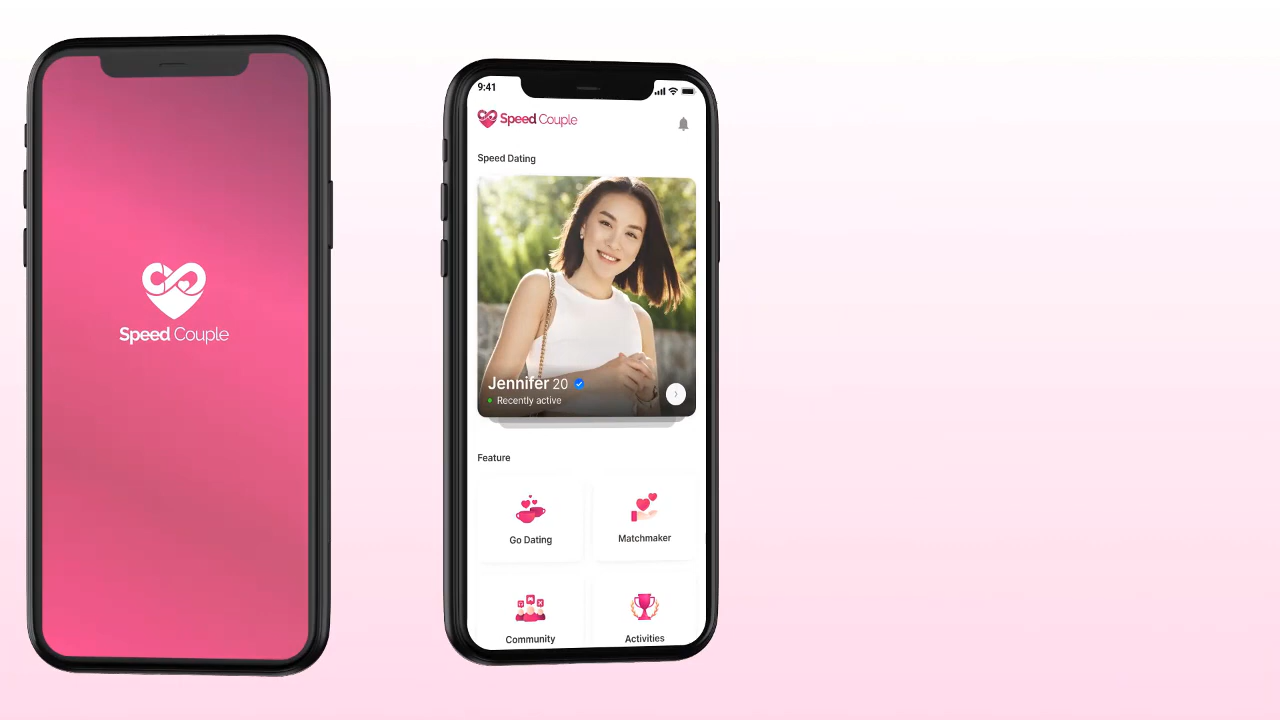 Speed Couple
9:41
Speed Couple
Speed Dating
Jennifer 20
Recently active
Feature
Go Dating
Matchmaker
Community
Activities